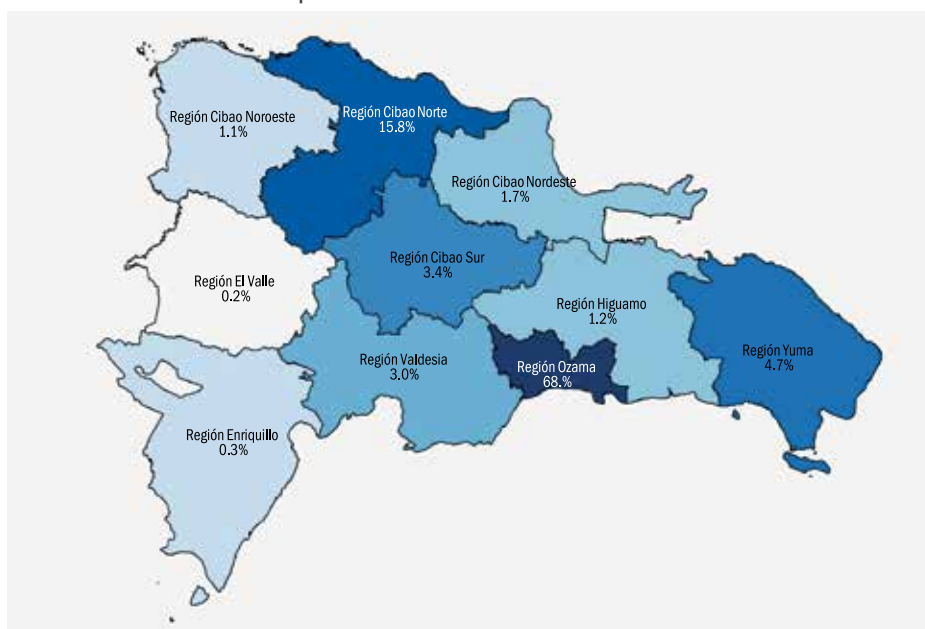 Región Cibao Noroeste
1.1%
Región Cibao Norte
15.8%
Región Cibao Nordeste
1.7%
Región Cibao Sur
3.4%
Región El Valle
0.2%
Región Higuamo
1.2%
Región Yuma
4.7%
Región Valdesia
3.0%
Región Ozama
68.%
Región Enriquillo
0.3%